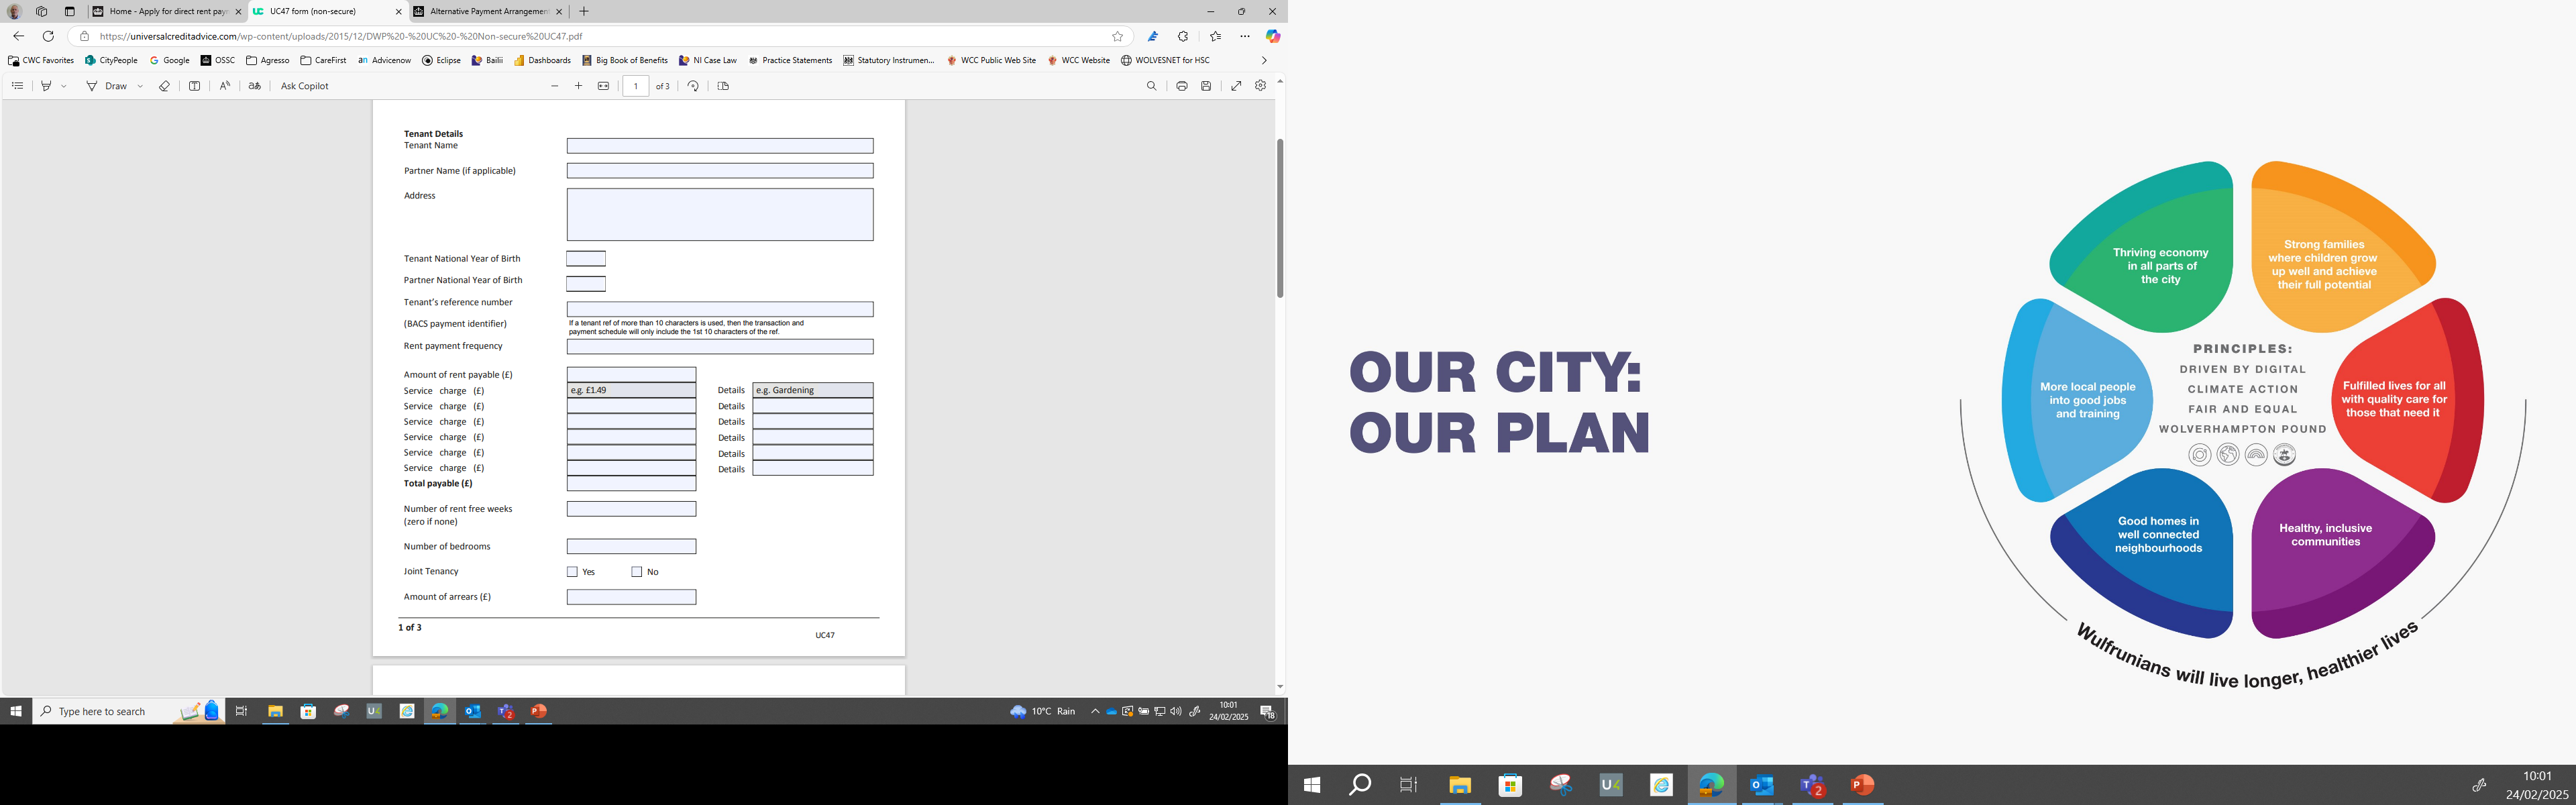 Home - Apply for direct rent pay
UC47 form (non-secure)
Alternative Payment Arrangement
https://universalcreditadvice.com/wp-content/uploads/2015/12/DWP%20-%20UC%20-%20Non-secure%20UC47.pdf
CWC Favorites
CityPeople
Google
OSSC
Agresso
CareFirst
Advicenow
Eclipse
Bailii
Dashboards
Big Book of Benefits
NI Case Law
Practice Statements
Statutory Instrumen...
WCC Public Web Site
WCC Website
WOLVESNET for HSC
Draw
Ask Copilot
1 of 3
Tenant Details
Tenant Name
Partner Name (if applicable)
Address
Tenant National Year of Birth
Partner National Year of Birth
Tenant's reference number
(BACS payment identifier)
If a tenant ref of more than 10 characters is used, then the transaction and
payment schedule will only include the 1st 10 characters of the ref.
Rent payment frequency
Amount of rent payable (£)
Service charge (£) e.g. £1.49 Details e.g. Gardening
Service charge (£) Details
Service charge (£) Details
Service charge (£) Details
Service charge (£) Details
Service charge (£) Details
Total payable (£)
Number of rent free weeks
(zero if none)
Number of bedrooms
Joint Tenancy Yes No
Amount of arrears (£)
1 of 3
UC47
Type here to search
10°C Rain
10:01
24/02/2025
18
OUR CITY:
OUR PLAN
Thriving economy
in all parts of
the city
Strong families
where children grow
up well and achieve
their full potential
More local people
into good jobs
and training
PRINCIPLES:
DRIVEN BY DIGITAL
CLIMATE ACTION
FAIR AND EQUAL
WOLVERHAMPTON POUND
Fulfilled lives for all
with quality care for
those that need it
Good homes in
well connected
neighbourhoods
Healthy, inclusive
communities
Wulfrunians will live longer, healthier lives
U4
2
10:01
24/02/2025